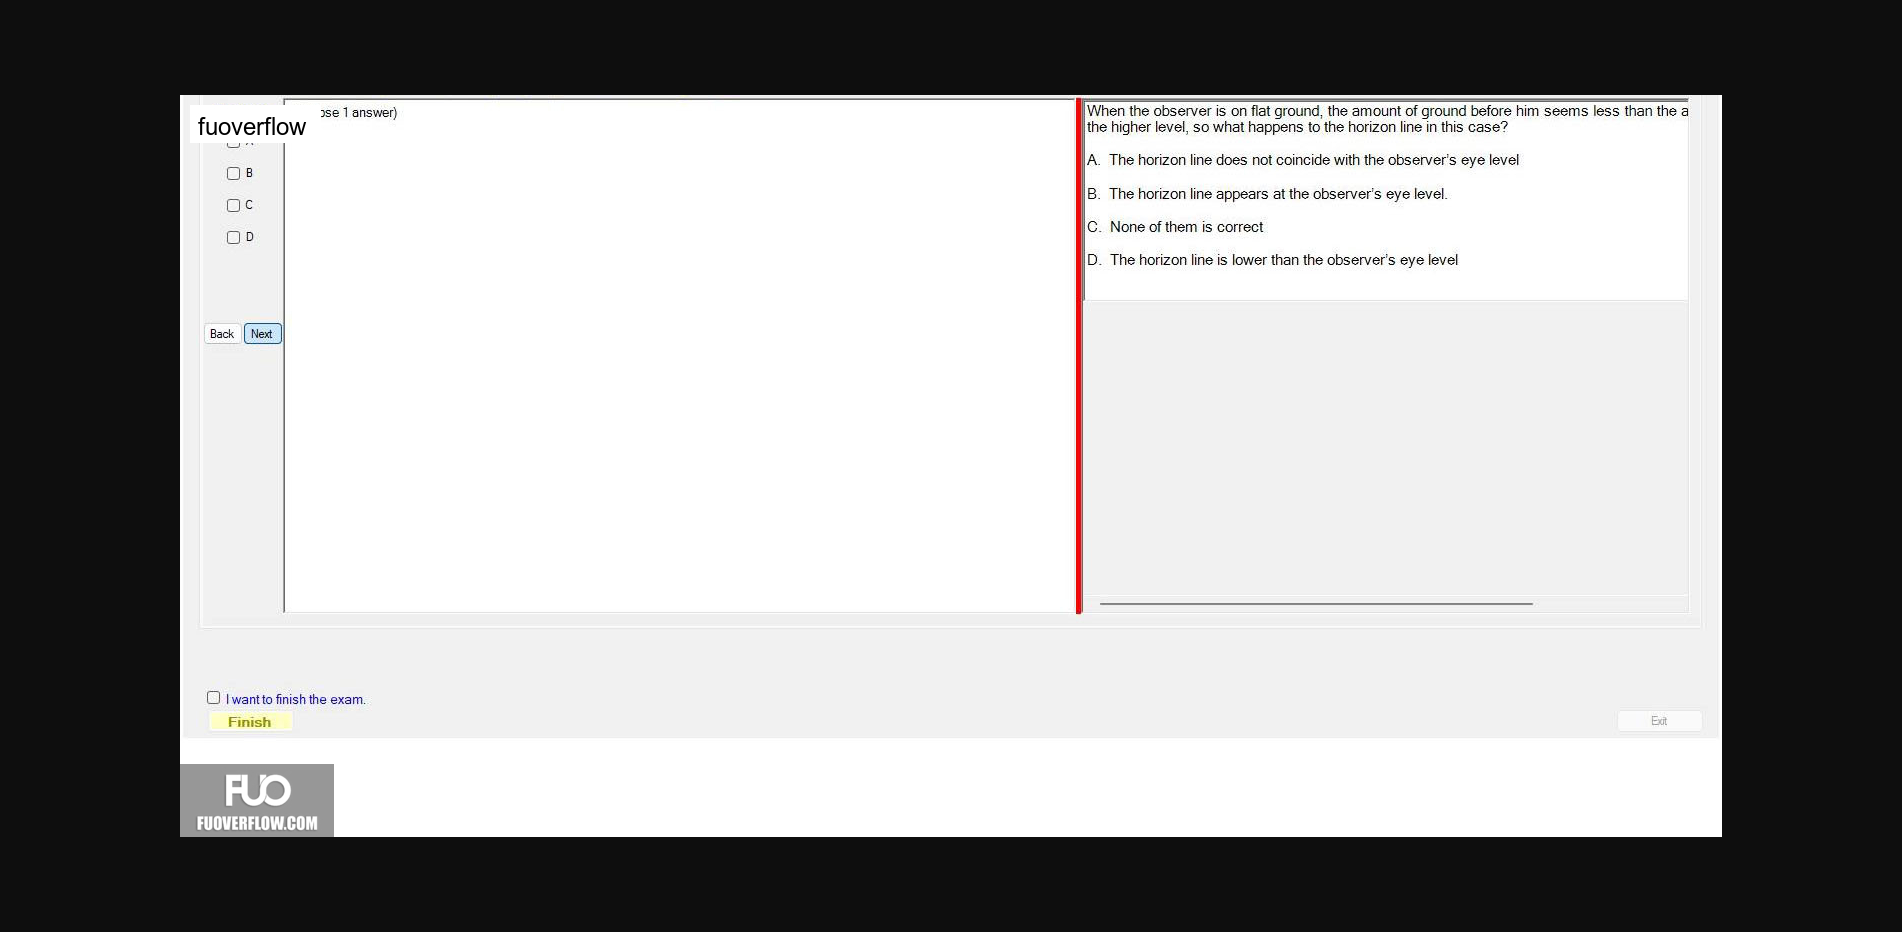 fuoverflow
ose 1 answer)
B
C
D
Back Next
When the observer is on flat ground, the amount of ground before him seems less than the a
the higher level, so what happens to the horizon line in this case?
A. The horizon line does not coincide with the observer's eye level
B. The horizon line appears at the observer's eye level.
C. None of them is correct
D. The horizon line is lower than the observer's eye level
I want to finish the exam.
Finish
Exit
FUO
FUOVERFLOW.COM